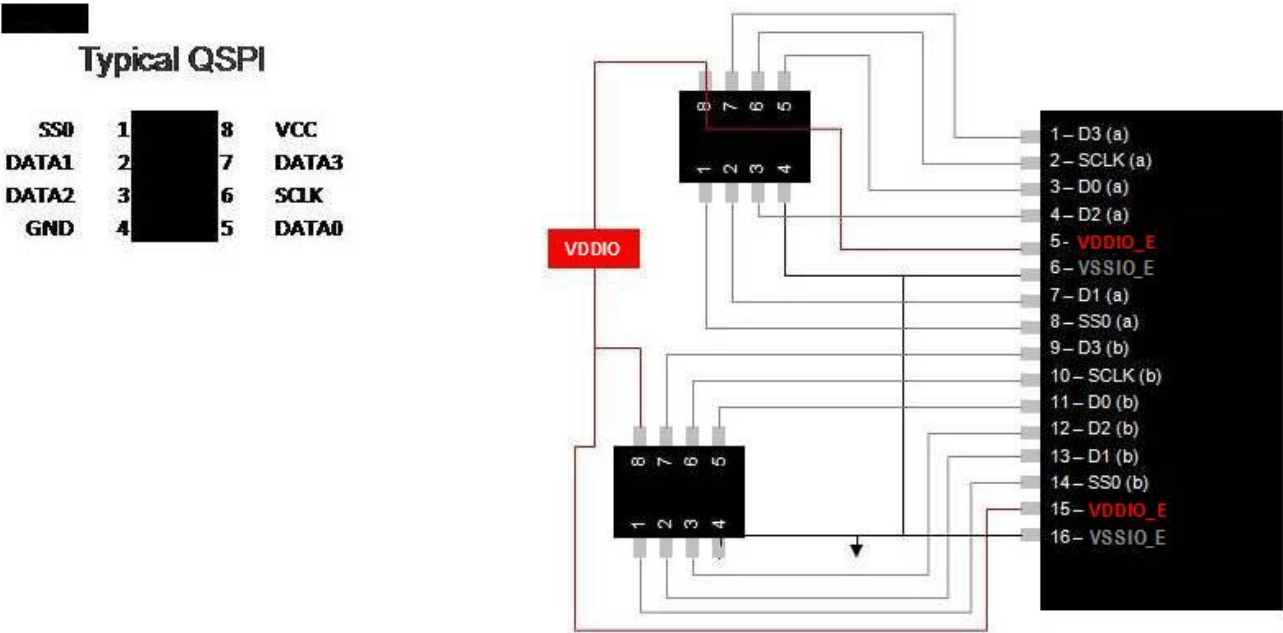 Typical QSPI
SS0 1 8 VCC
DATA1 2 7 DATA3
DATA2 3 6 SCLK
GND 4 5 DATA0
VDDIO
8 7 6 5
1 2 3 4
8 7 6 5
1 2 3 4
1 – D3 (a)
2 – SCLK (a)
3 – D0 (a)
4 – D2 (a)
5- VDDIO_E
6 – VSSIO_E
7 – D1 (a)
8 – SS0 (a)
9 – D3 (b)
10 – SCLK (b)
11 – D0 (b)
12 – D2 (b)
13 – D1 (b)
14 – SS0 (b)
15 – VDDIO_E
16 – VSSIO_E